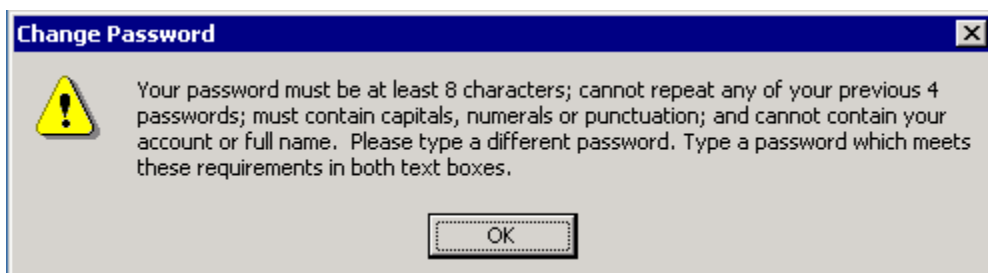 Change Password
Your password must be at least 8 characters; cannot repeat any of your previous 4
passwords; must contain capitals, numerals or punctuation; and cannot contain your
account or full name.  Please type a different password. Type a password which meets
these requirements in both text boxes.
OK